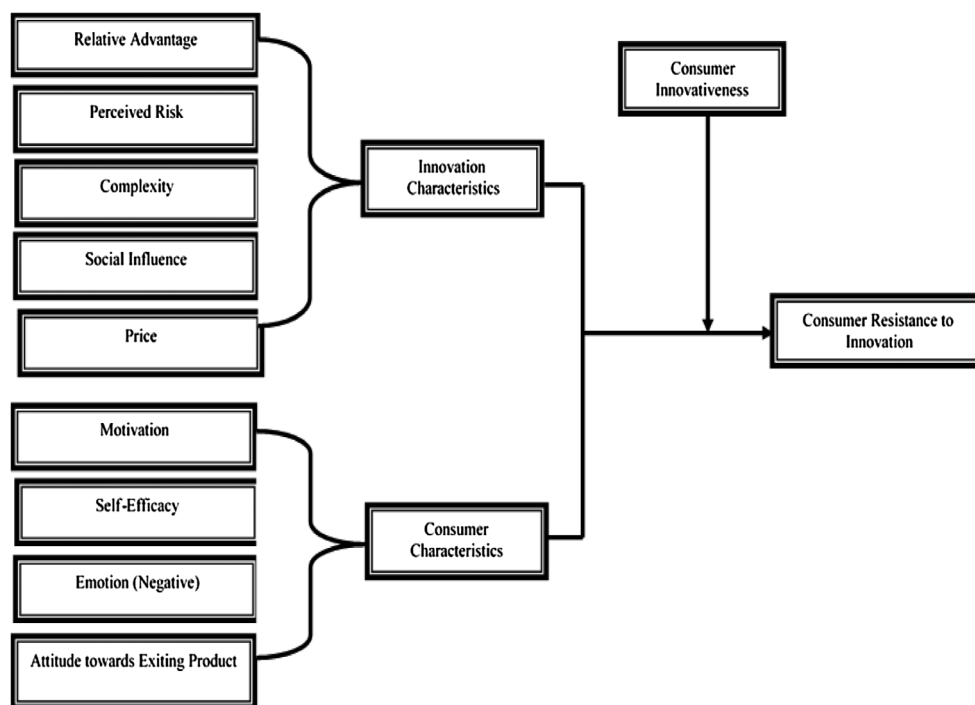 Relative Advantage
Perceived Risk
Complexity
Social Influence
Price
Motivation
Self-Efficacy
Emotion (Negative)
Attitude towards Exiting Product
Innovation
Characteristics
Consumer
Characteristics
Consumer
Innovativeness
Consumer Resistance to
Innovation